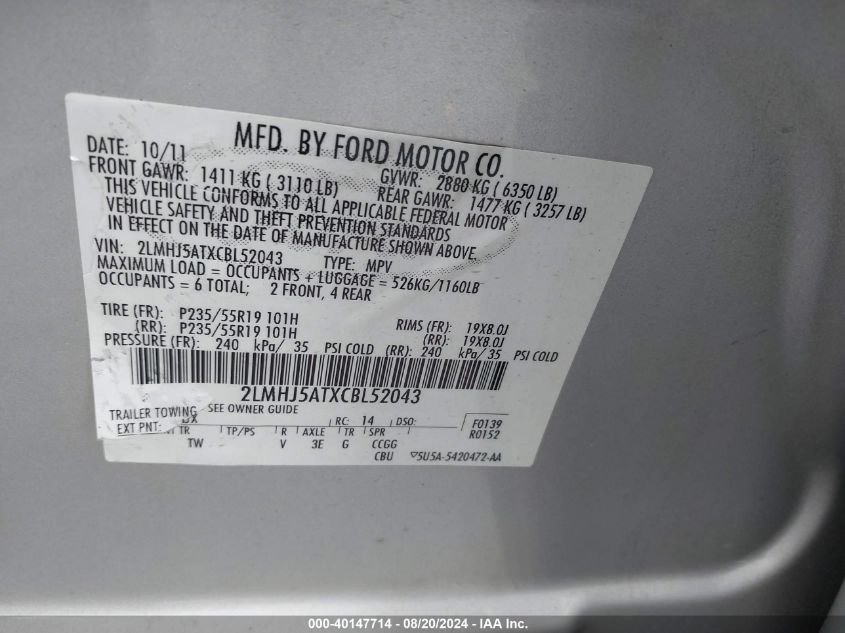 MFD. BY FORD MOTOR CO.
DATE: 10/11 GVWR: 2880 KG ( 6350 LB)
FRONT GAWR: 1411 KG ( 3110 LB) REAR GAWR: 1477 KG ( 3257 LB)
THIS VEHICLE CONFORMS TO ALL APPLICABLE FEDERAL MOTOR
VEHICLE SAFETY AND THEFT PREVENTION STANDARDS
IN EFFECT ON THE DATE OF MANUFACTURE SHOWN ABOVE.
VIN: 2LMHJ5ATXCBL52043 TYPE: MPV
MAXIMUM LOAD = OCCUPANTS + LUGGAGE = 526KG/1160LB
OCCUPANTS = 6 TOTAL; 2 FRONT, 4 REAR
TIRE (FR): P235/55R19 101H RIMS (FR): 19X8.0J
(RR): P235/55R19 101H (RR): 19X8.0J
PRESSURE (FR): 240 kPa/ 35 PSI COLD (RR): 240 kPa/ 35 PSI COLD
2LMHJ5ATXCBL52043
TRAILER TOWING SEE OWNER GUIDE
EXT PNT: RC: 14 DSO: F0139
TR TP/PS R AXLE TR SPR R0152
TW V 3E G CCGG
CBU 5U5A-5420472-AA
000-40147714 - 08/20/2024 - IAA Inc.